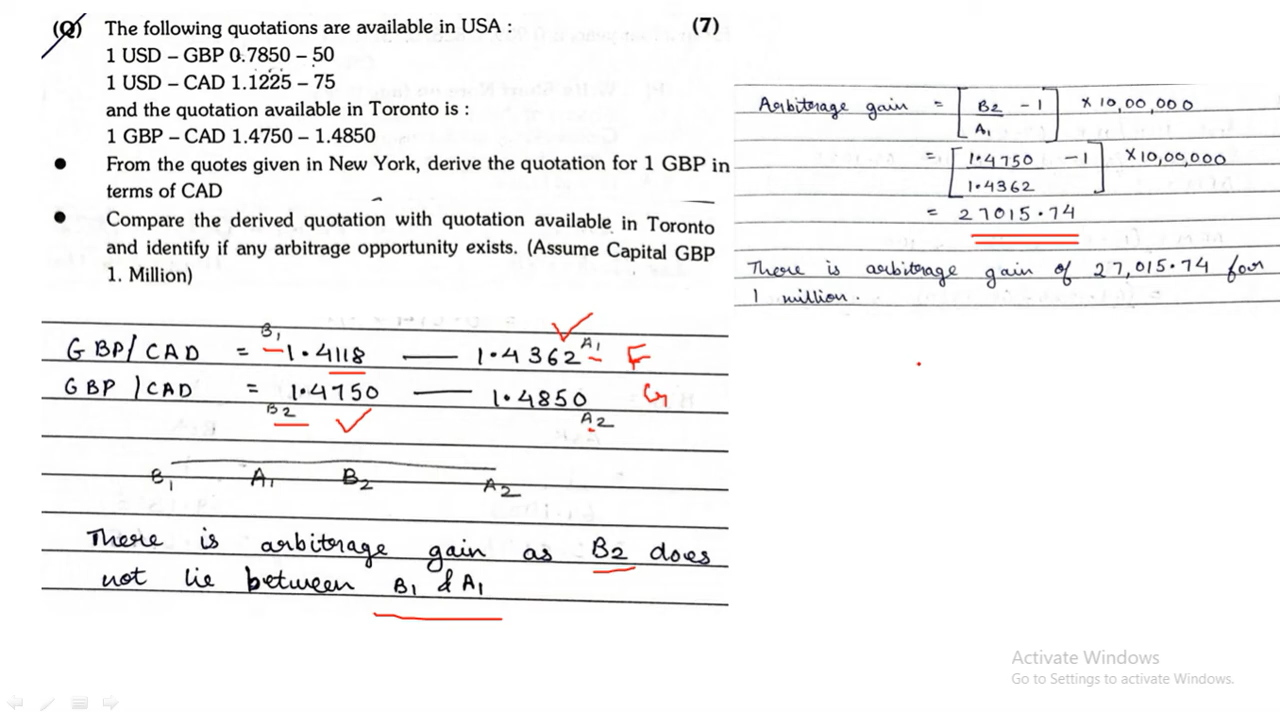 (Q) The following quotations are available in USA : (7)
1 USD – GBP 0.7850 – 50
1 USD – CAD 1.1225 – 75
and the quotation available in Toronto is :
1 GBP – CAD 1.4750 – 1.4850
• From the quotes given in New York, derive the quotation for 1 GBP in
terms of CAD
• Compare the derived quotation with quotation available in Toronto
and identify if any arbitrage opportunity exists. (Assume Capital GBP
1. Million)
B1 A1
GBP/CAD = 1.4118 — 1.4362 F
GBP/CAD = 1.4750 — 1.4850 G
B2 A2
B1 A1 B2 A2
There is arbitrage gain as B2 does
not lie between B1 & A1
Arbiterage gain = [B2/A1 - 1] × 10,00,000
= [1.4750/1.4362 - 1] × 10,00,000
= 27015.74
There is arbitrage gain of 27,015.74 for
1 million.
Activate Windows
Go to Settings to activate Windows.